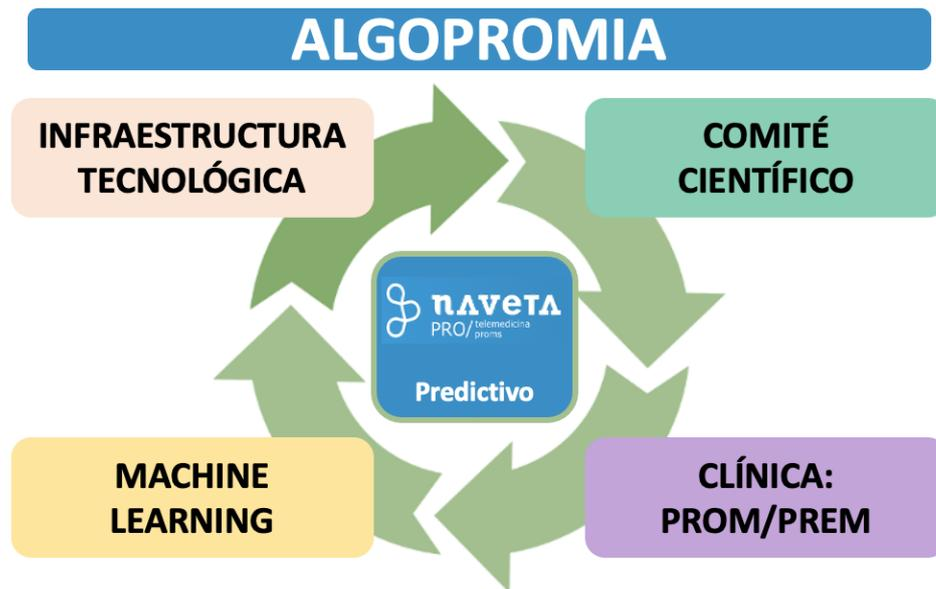 ALGOPROMIA
INFRAESTRUCTURA
TECNOLÓGICA
COMITÉ
CIENTÍFICO
naveta
PRO/ telemedicina
proms
Predictivo
MACHINE
LEARNING
CLÍNICA:
PROM/PREM